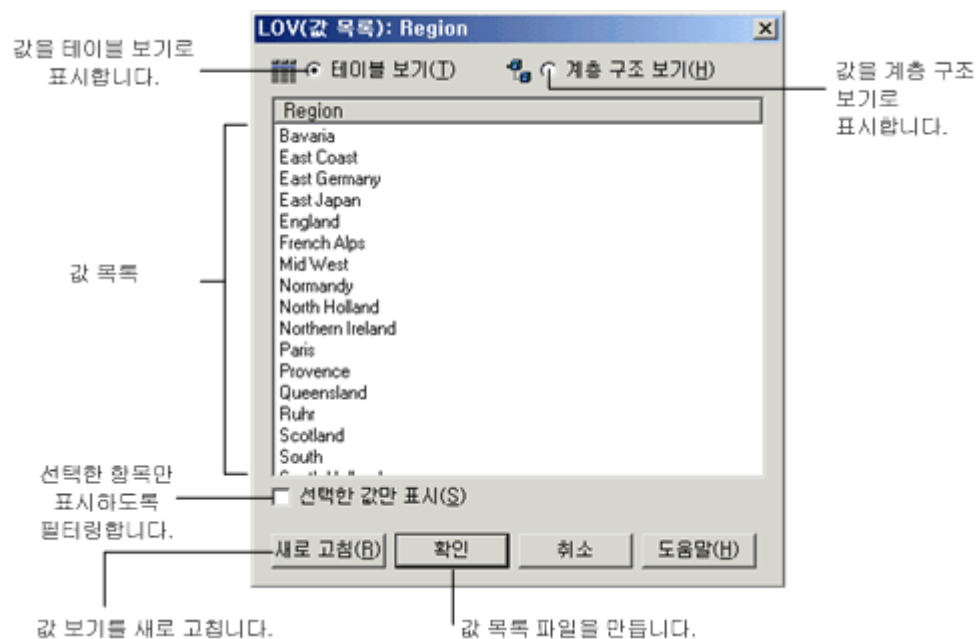 LOV(값 목록): Region
값을 테이블 보기로
표시합니다.
테이블 보기(T)
계층 구조 보기(H)
값을 계층 구조
보기로
표시합니다.
Region
Bavaria
East Coast
East Germany
East Japan
England
French Alps
Mid West
Normandy
North Holland
Northern Ireland
Paris
Provence
Queensland
Ruhr
Scotland
South
값 목록
선택한 항목만
표시하도록
필터링합니다.
선택한 값만 표시(S)
새로 고침(R)
확인
취소
도움말(H)
값 보기를 새로 고칩니다.
값 목록 파일을 만듭니다.